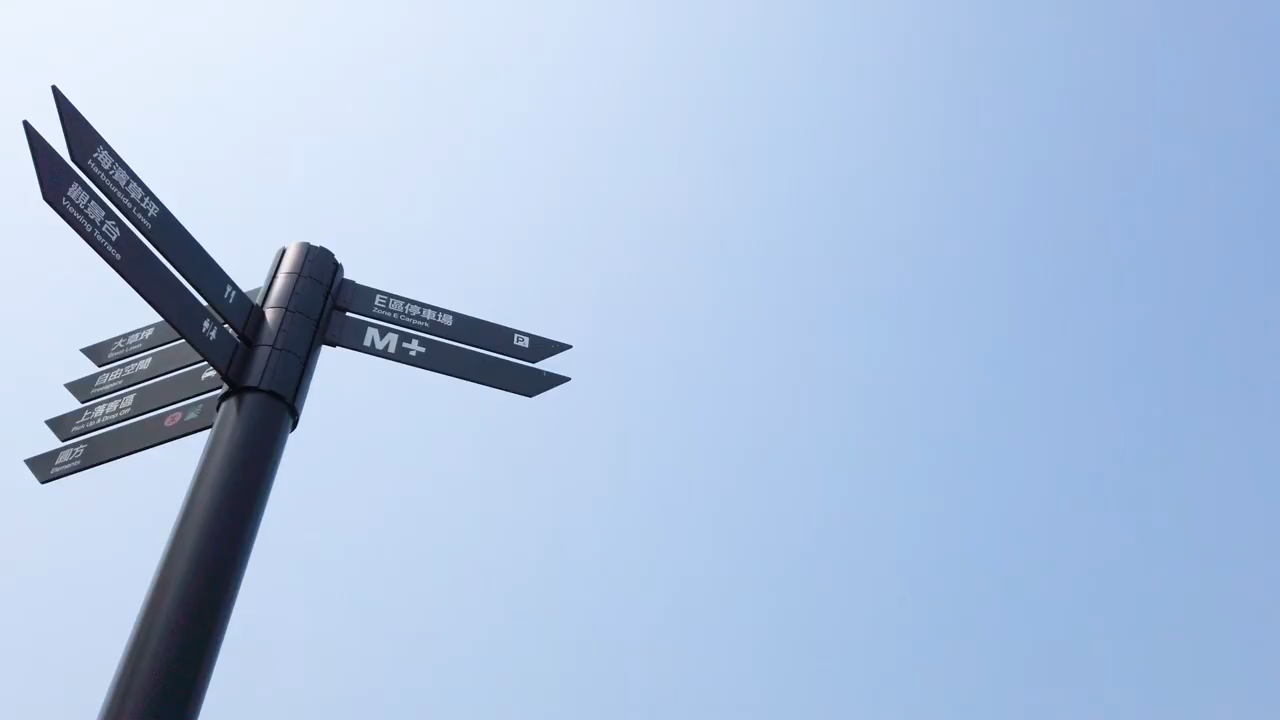 海濱草坪
Harbourside Lawn
觀景台
Viewing Terrace
大草坪
Great Lawn
自由空間
Freespace
上落客區
Pick Up & Drop Off
圓方
Elements
E區停車場
Zone E Carpark
P
M+